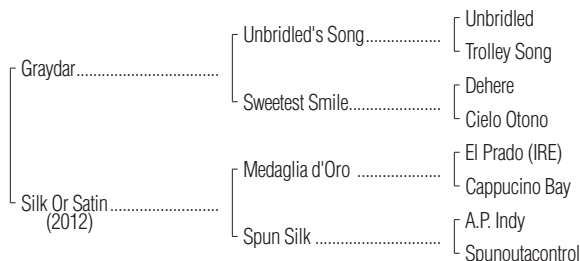 Unbridled
Unbridled's Song
Trolley Song
Graydar
Dehere
Sweetest Smile
Cielo Otono
El Prado (IRE)
Medaglia d'Oro
Cappucino Bay
Silk Or Satin
(2012)
A.P. Indy
Spun Silk
Spunoutacontrol